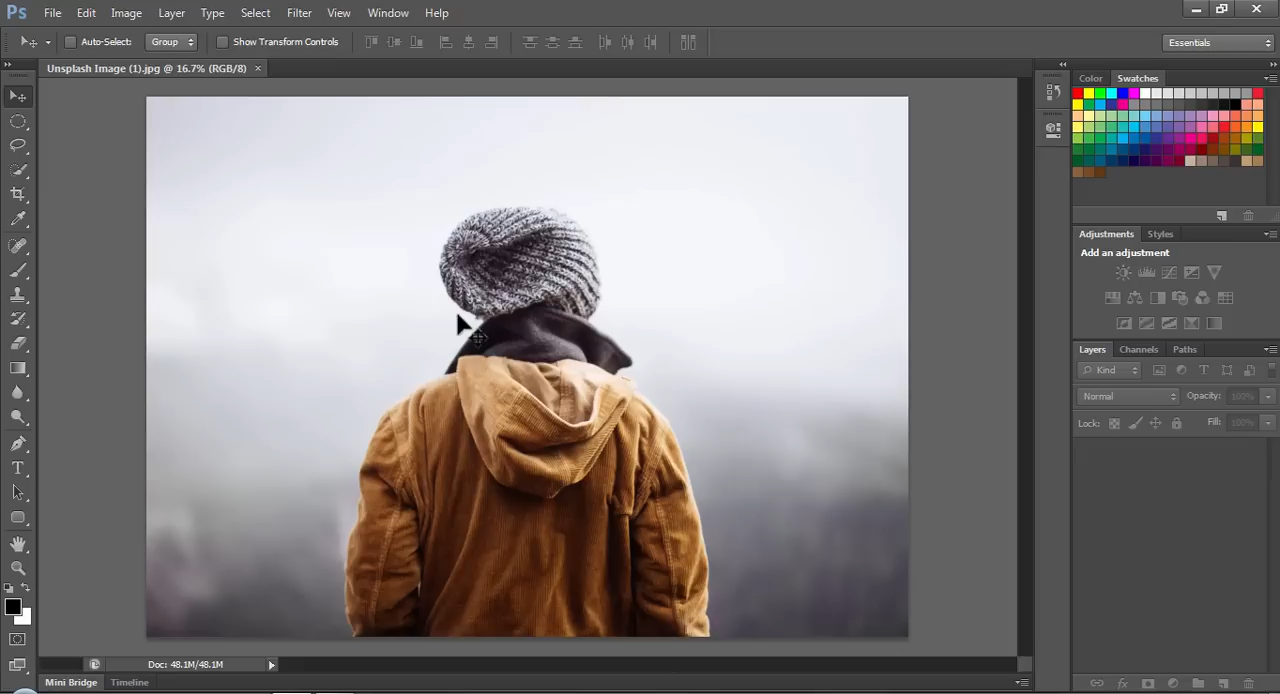 Ps File Edit Image Layer Type Select Filter View Window Help
Auto-Select: Group Show Transform Controls Essentials
Unsplash Image (1).jpg @ 16.7% (RGB/8) ×
Color Swatches
Adjustments Styles
Add an adjustment
Layers Channels Paths
Kind
Normal Opacity: 100%
Lock: Fill: 100%
T
Doc: 48.1M/48.1M
Mini Bridge Timeline